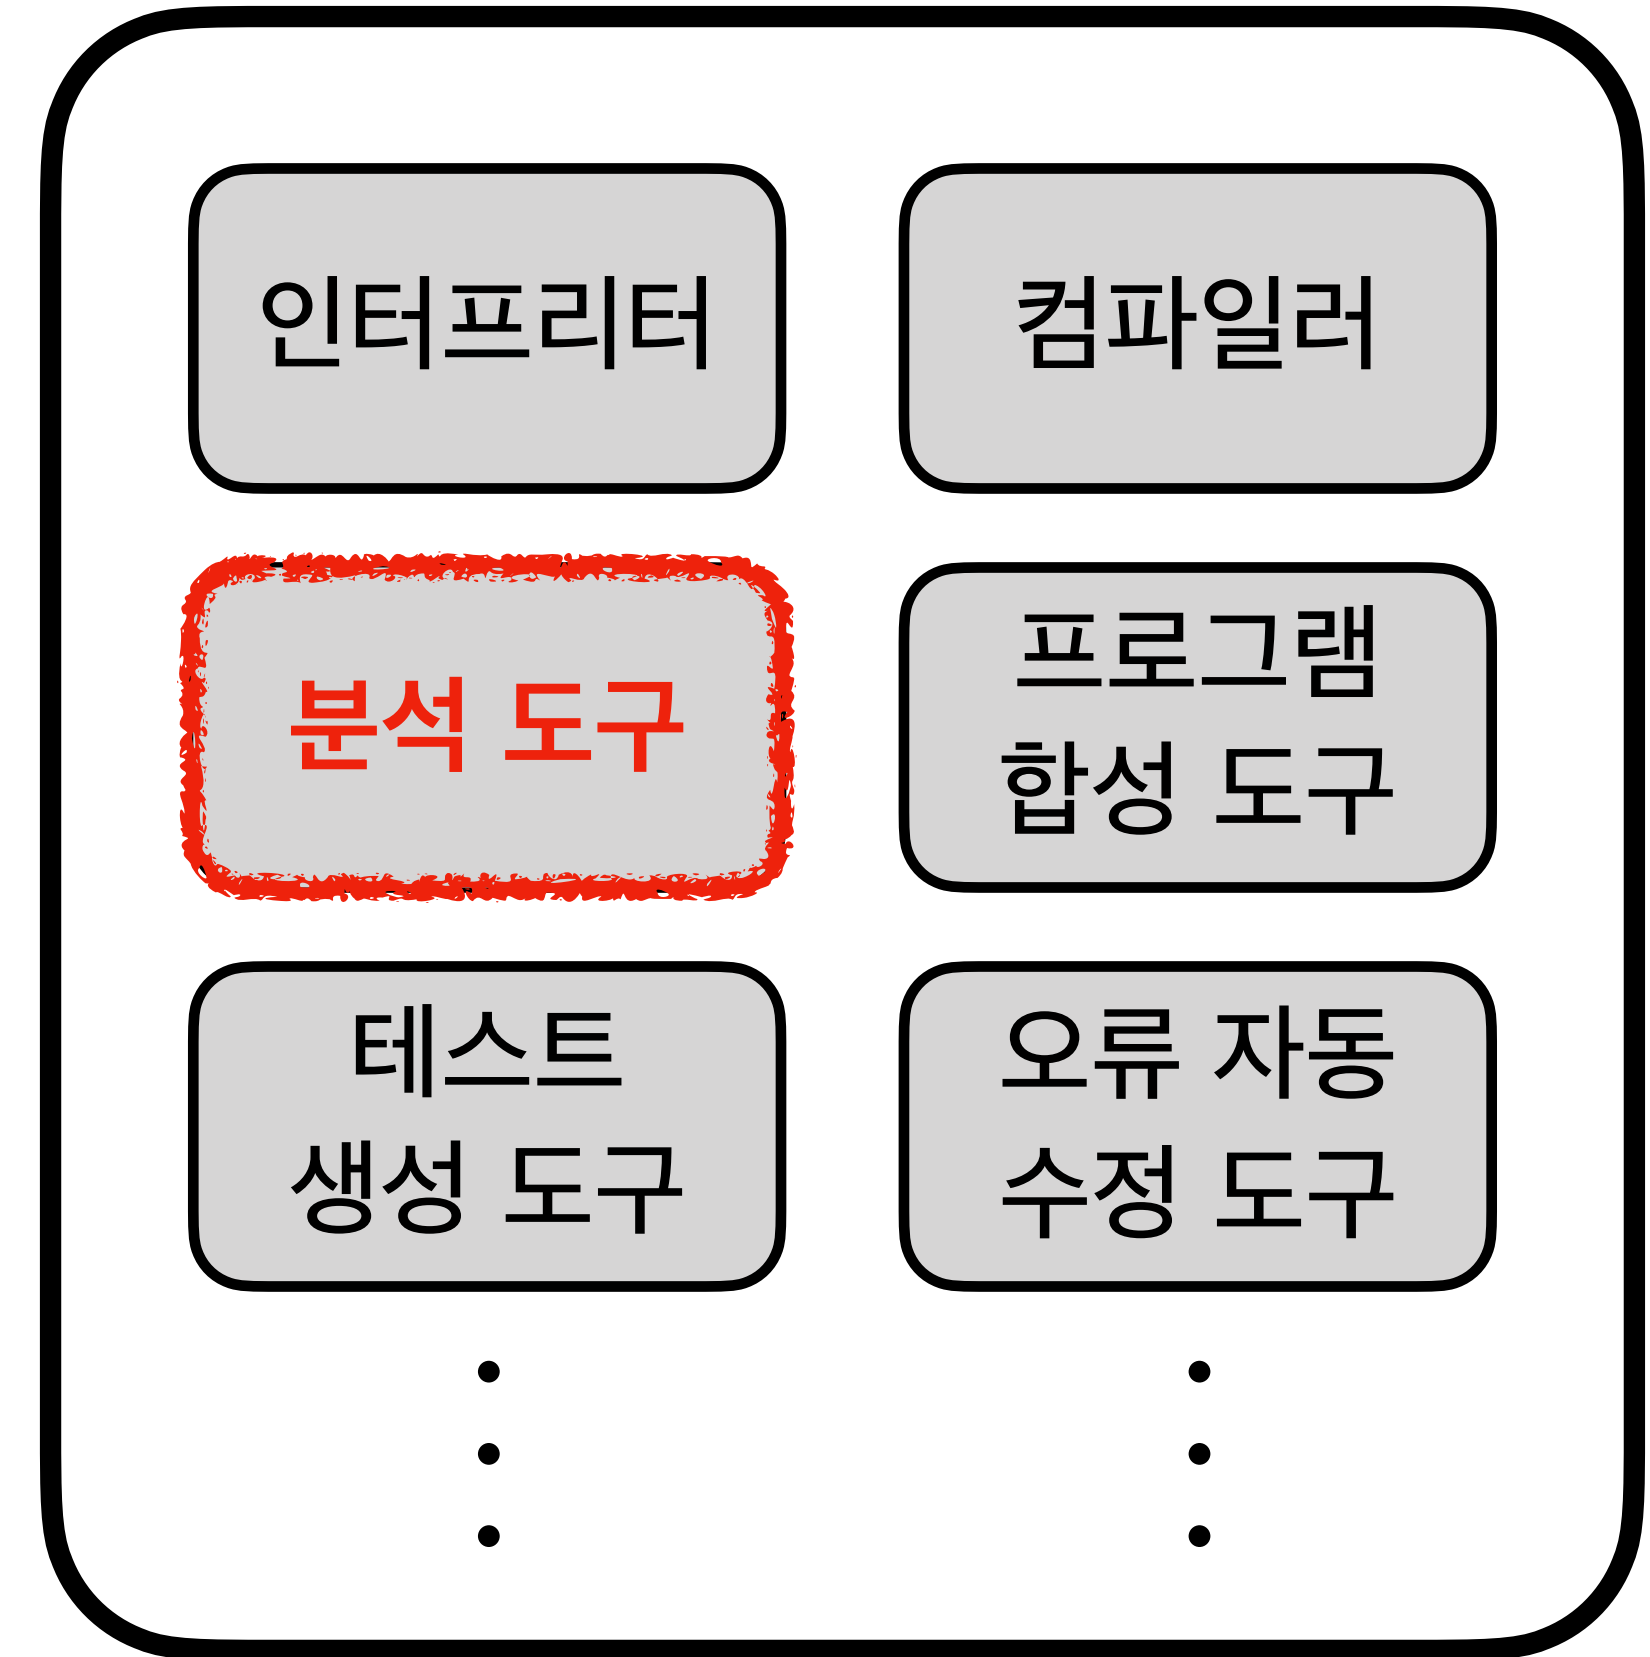 인터프리터
컴파일러
분석 도구
프로그램
합성 도구
테스트
생성 도구
오류 자동
수정 도구